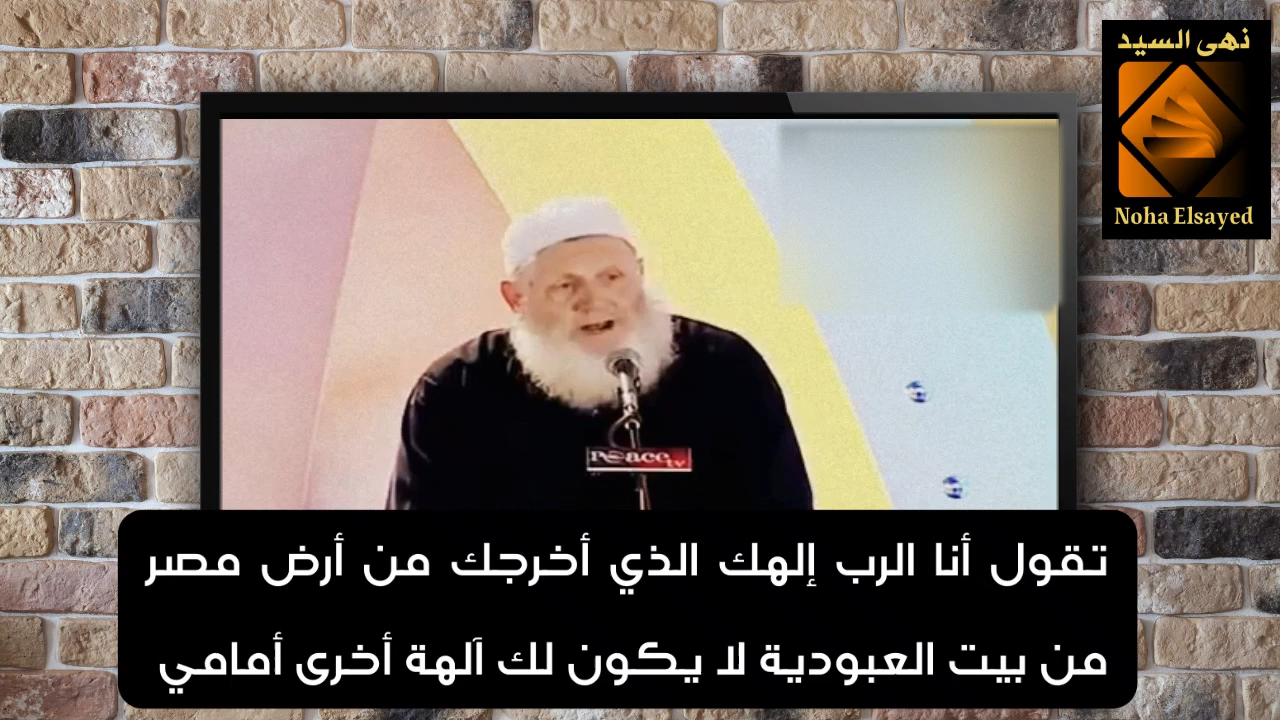 نهى السيد
Noha Elsayed
peace tv
تقول أنا الرب إلهك الذي أخرجك من أرض مصر
من بيت العبودية لا يكون لك آلهة أخرى أمامي